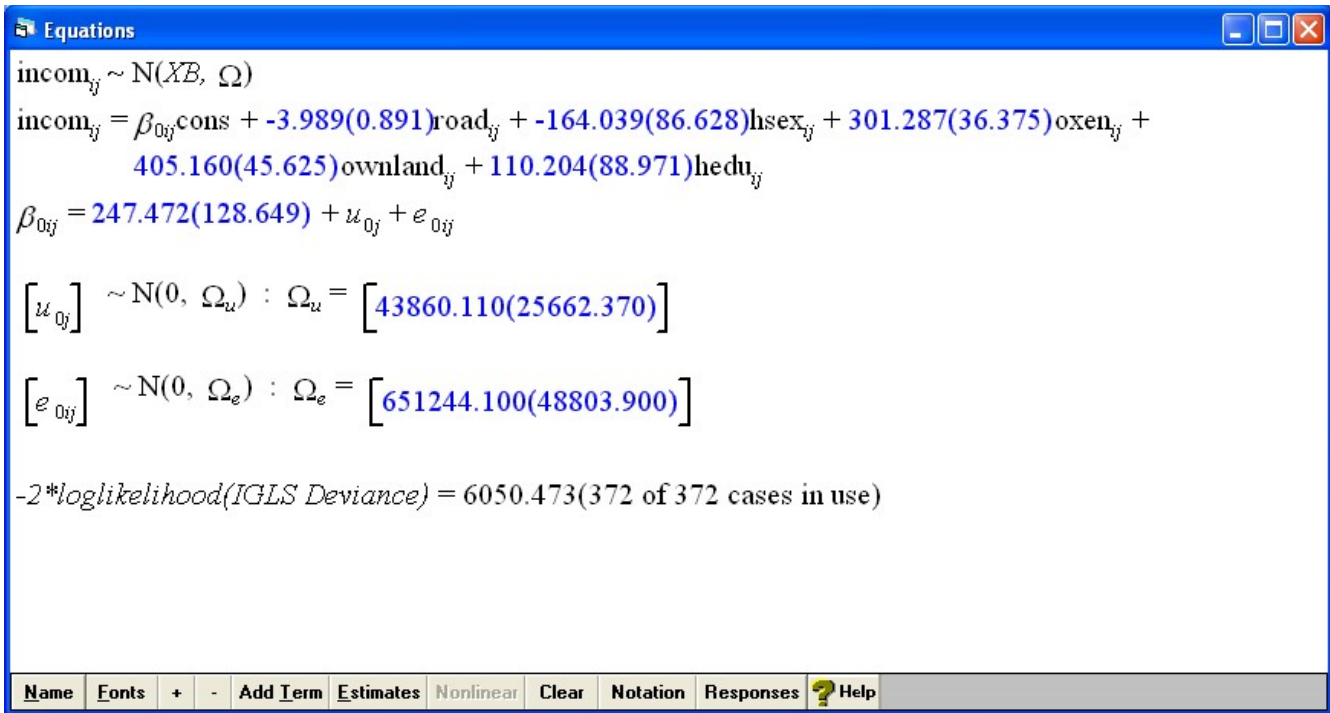 Equations
incom_ij ~ N(XB, Ω)
incom_ij = β_0ij cons + -3.989(0.891)road_ij + -164.039(86.628)hsex_ij + 301.287(36.375)oxen_ij +
405.160(45.625)ownland_ij + 110.204(88.971)hedu_ij
β_0ij = 247.472(128.649) + u_0j + e_0ij
[u_0j] ~ N(0, Ω_u) : Ω_u = [43860.110(25662.370)]
[e_0ij] ~ N(0, Ω_e) : Ω_e = [651244.100(48803.900)]
-2*loglikelihood(IGLS Deviance) = 6050.473(372 of 372 cases in use)
Name Fonts + - Add Term Estimates Nonlinear Clear Notation Responses ? Help